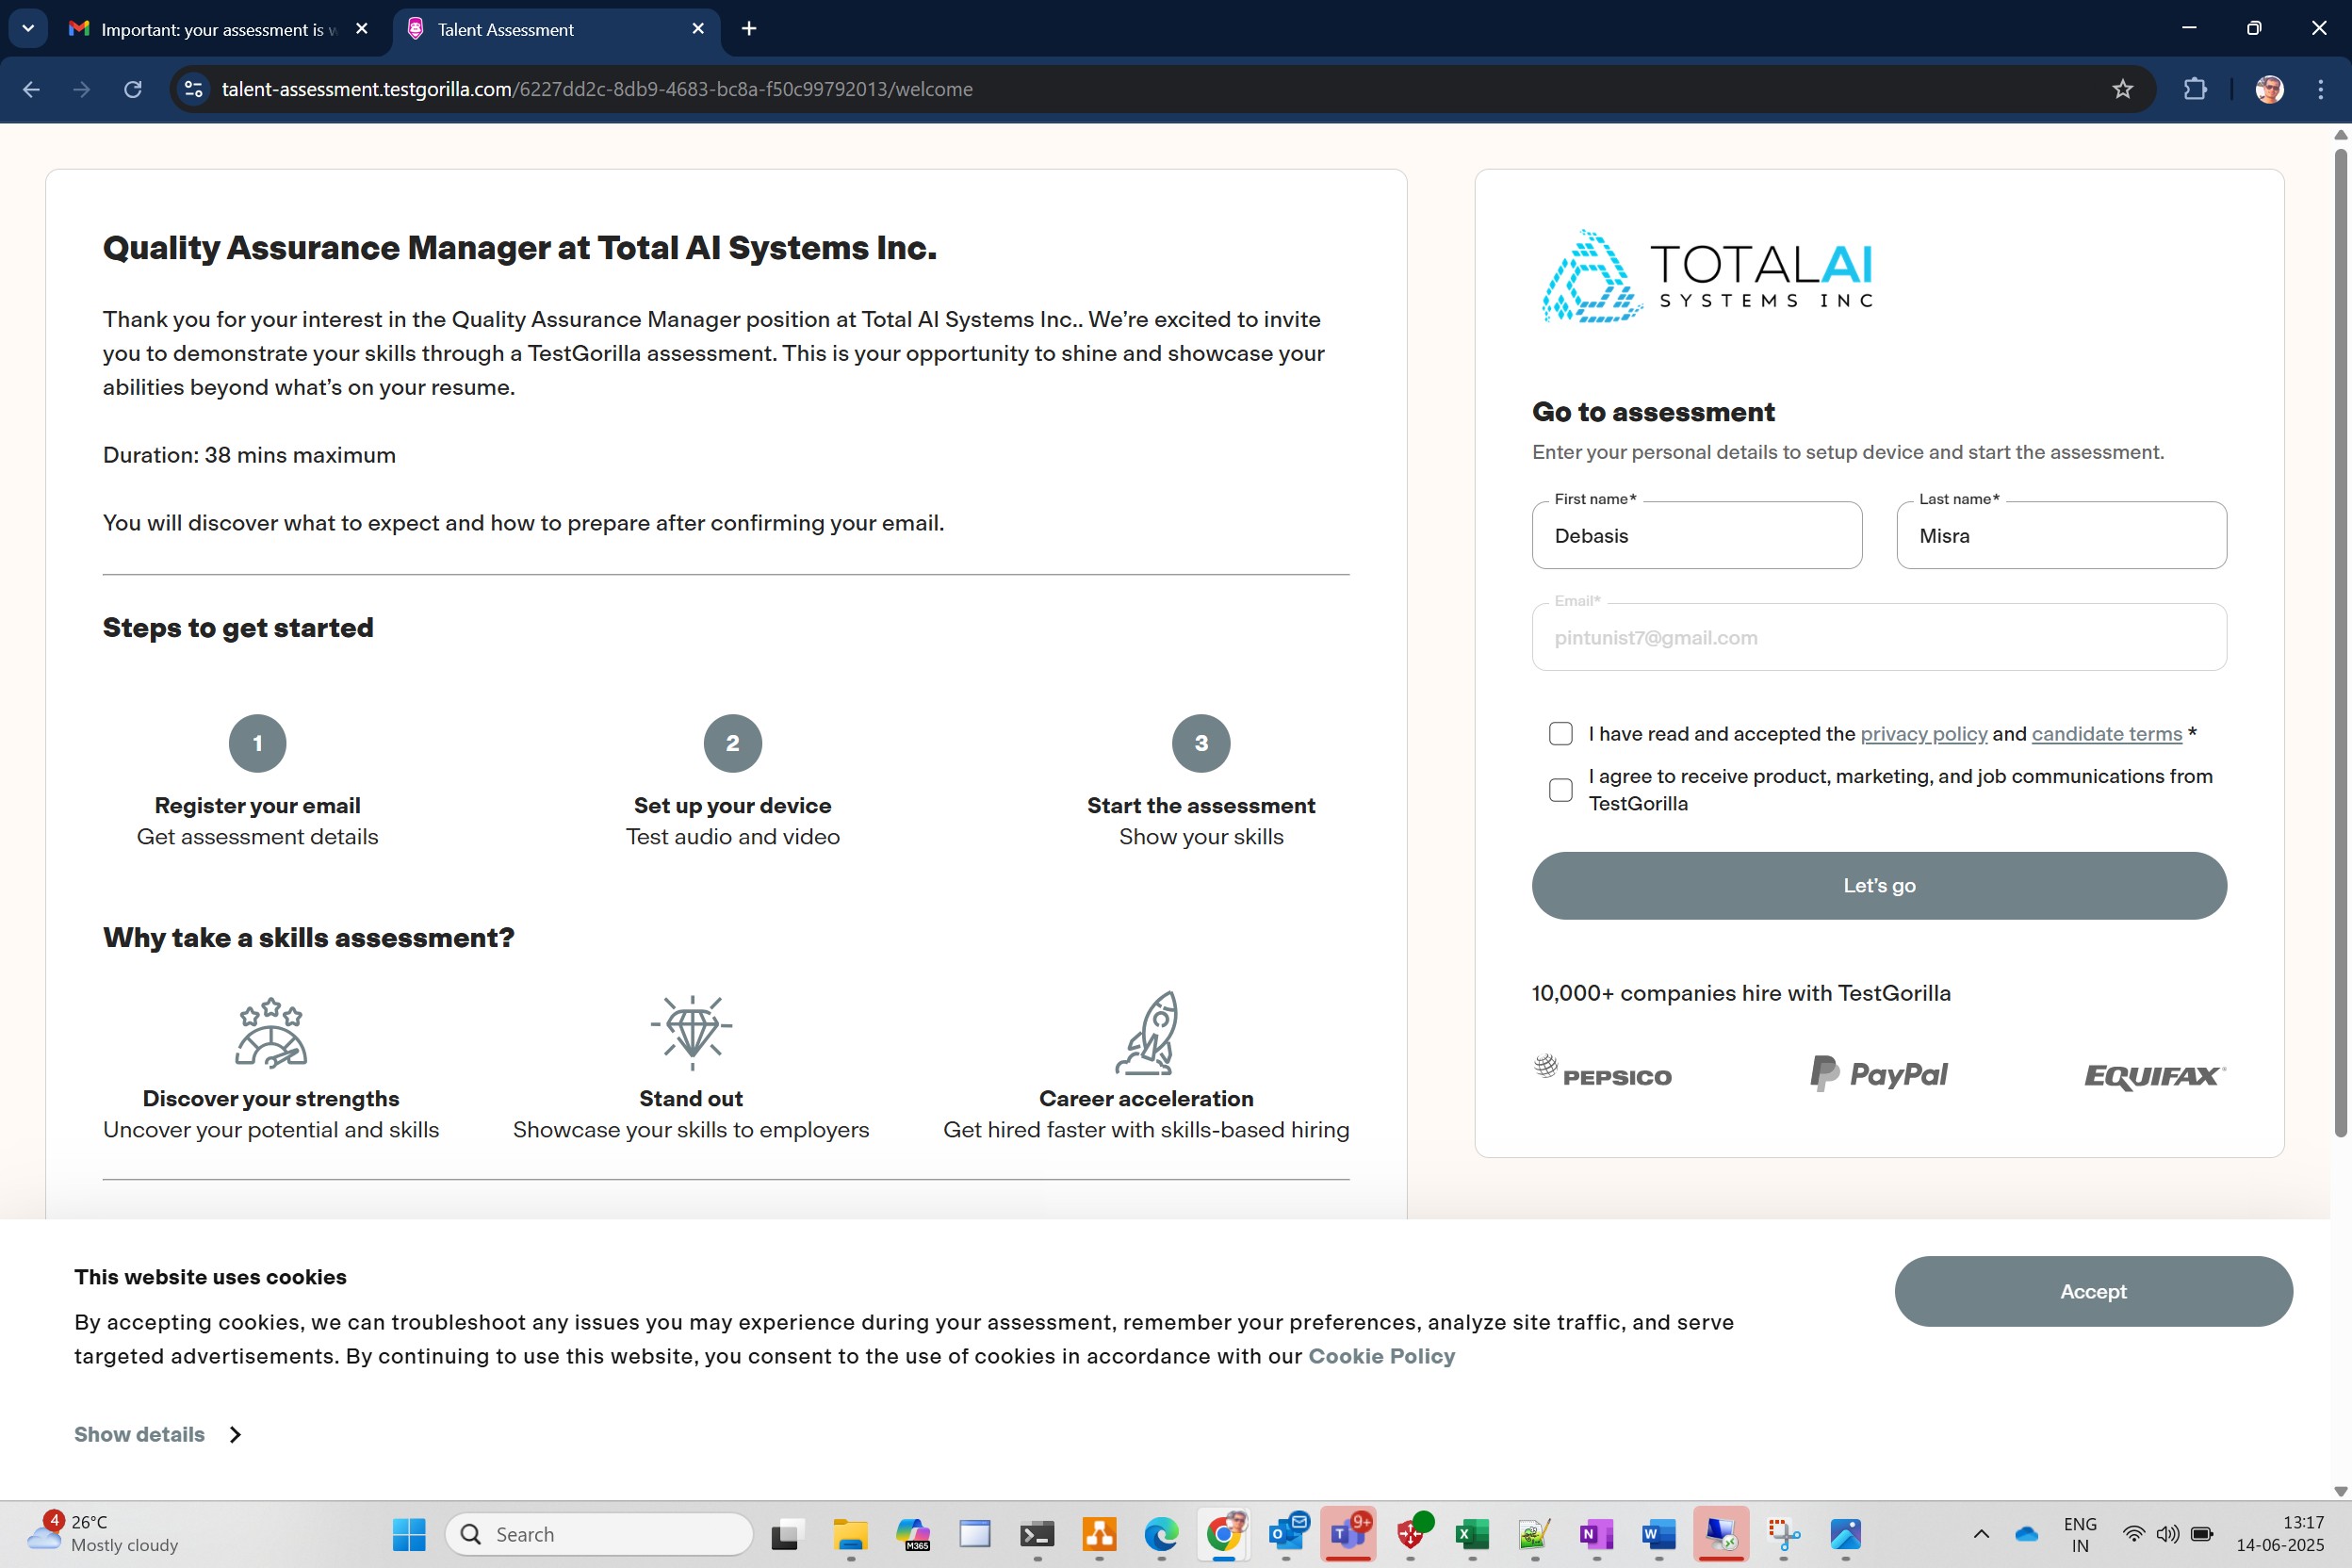 Important: your assessment is
Talent Assessment
talent-assessment.testgorilla.com/6227dd2c-8db9-4683-bc8a-f50c99792013/welcome
Quality Assurance Manager at Total AI Systems Inc.
Thank you for your interest in the Quality Assurance Manager position at Total AI Systems Inc.. We’re excited to invite
you to demonstrate your skills through a TestGorilla assessment. This is your opportunity to shine and showcase your
abilities beyond what’s on your resume.
Duration: 38 mins maximum
You will discover what to expect and how to prepare after confirming your email.
Steps to get started
1
2
3
Register your email
Set up your device
Start the assessment
Get assessment details
Test audio and video
Show your skills
Why take a skills assessment?
Discover your strengths
Stand out
Career acceleration
Uncover your potential and skills
Showcase your skills to employers
Get hired faster with skills-based hiring
TOTALAI
SYSTEMS INC
Go to assessment
Enter your personal details to setup device and start the assessment.
First name*
Last name*
Debasis
Misra
Email*
pintunist7@gmail.com
I have read and accepted the privacy policy and candidate terms *
I agree to receive product, marketing, and job communications from
TestGorilla
Let’s go
10,000+ companies hire with TestGorilla
PEPSICO
PayPal
EQUIFAX
This website uses cookies
By accepting cookies, we can troubleshoot any issues you may experience during your assessment, remember your preferences, analyze site traffic, and serve
targeted advertisements. By continuing to use this website, you consent to the use of cookies in accordance with our Cookie Policy
Show details
Accept
4
26°C
Mostly cloudy
Search
M365
9+
ENG
IN
13:17
14-06-2025